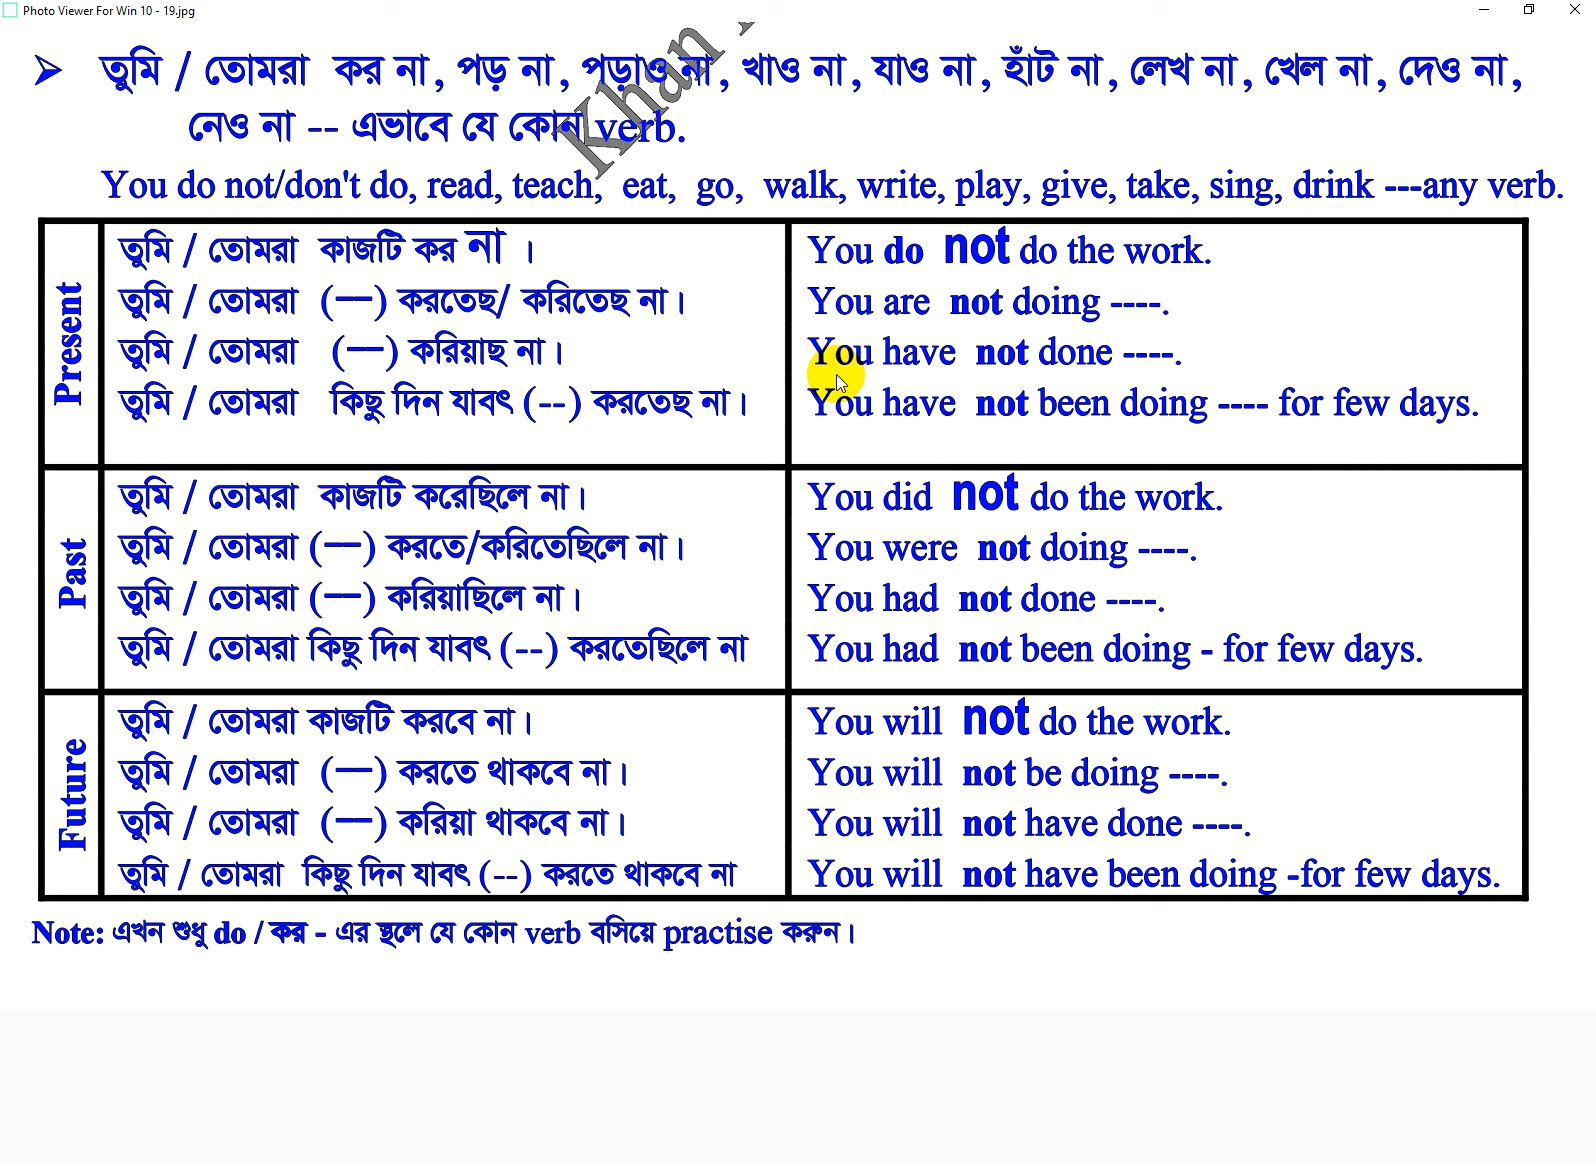 Photo Viewer For Win 10 - 19.jpg
➢ তুমি / তোমরা কর না, পড় না, পড়াও না, খাও না, যাও না, হাঁট না, লেখ না, খেল না, দেও না,
নেও না -- এভাবে যে কোন verb.
Khan
You do not/don't do, read, teach, eat, go, walk, write, play, give, take, sing, drink ---any verb.
Present
তুমি / তোমরা কাজটি কর না । You do not do the work.
তুমি / তোমরা (––) করতেছ/ করিতেছ না। You are not doing ----.
তুমি / তোমরা (––) করিয়াছ না। You have not done ----.
তুমি / তোমরা কিছু দিন যাবৎ (--) করতেছ না। You have not been doing ---- for few days.
Past
তুমি / তোমরা কাজটি করেছিলে না। You did not do the work.
তুমি / তোমরা (––) করতে/করিতেছিলে না। You were not doing ----.
তুমি / তোমরা (––) করিয়াছিলে না। You had not done ----.
তুমি / তোমরা কিছু দিন যাবৎ (--) করতেছিলে না You had not been doing - for few days.
Future
তুমি / তোমরা কাজটি করবে না। You will not do the work.
তুমি / তোমরা (––) করতে থাকবে না। You will not be doing ----.
তুমি / তোমরা (––) করিয়া থাকবে না। You will not have done ----.
তুমি / তোমরা কিছু দিন যাবৎ (--) করতে থাকবে না You will not have been doing -for few days.
Note: এখন শুধু do / কর - এর স্থলে যে কোন verb বসিয়ে practise করুন।